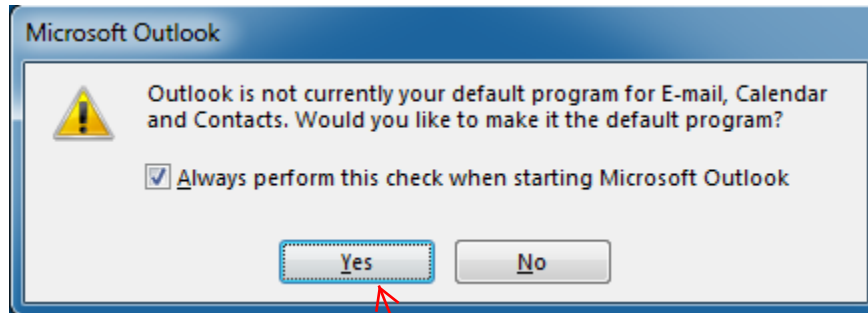 Microsoft Outlook
Outlook is not currently your default program for E-mail, Calendar
and Contacts. Would you like to make it the default program?
Always perform this check when starting Microsoft Outlook
Yes
No